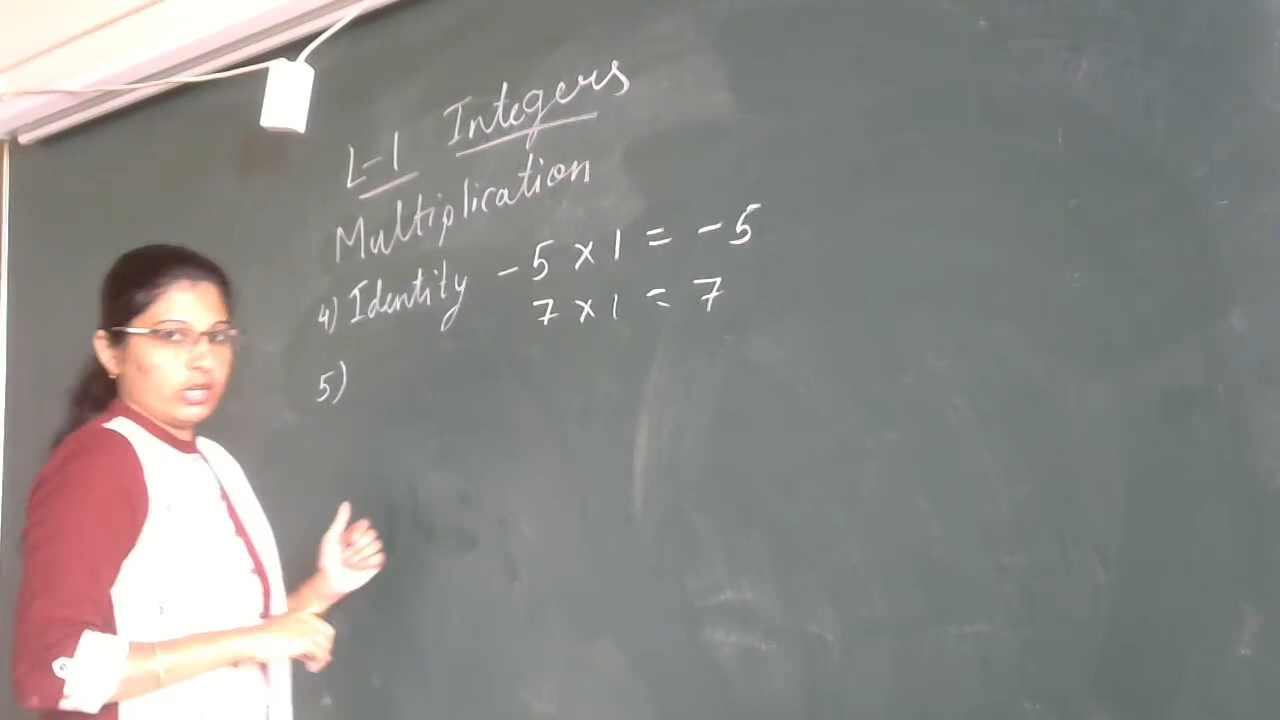 L-1 Integers
Multiplication
4) Identity -5 × 1 = -5
7 × 1 = 7
5)